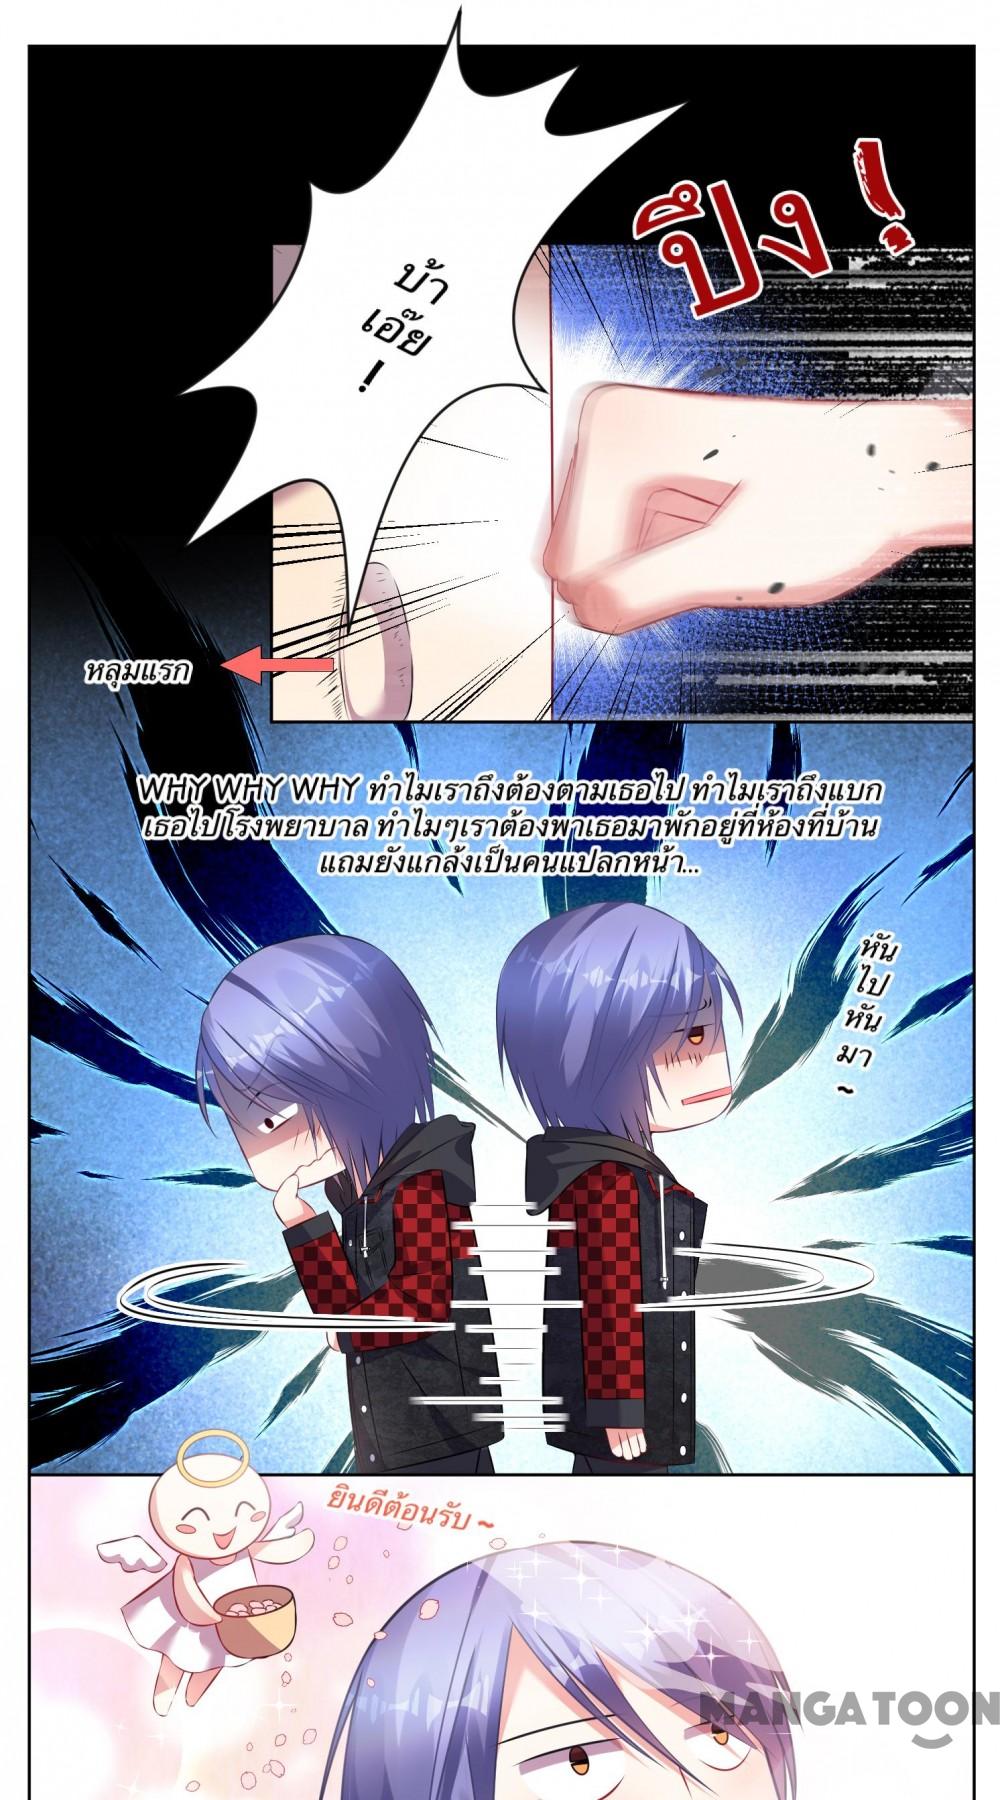 ปึง!
บ้า
เอ๊ย
!
หลุมแรก
WHY WHY WHY ทำไมเราถึงต้องตามเธอไป ทำไมเราถึงแบก
เธอไปโรงพยาบาล ทำไมๆเราต้องพาเธอมาพักอยู่ที่ห้องที่บ้าน
แถมยังแกล้งเป็นคนแปลกหน้า...
หัน
ไป
หัน
มา
~
ยินดีต้อนรับ ~
MANGATOON